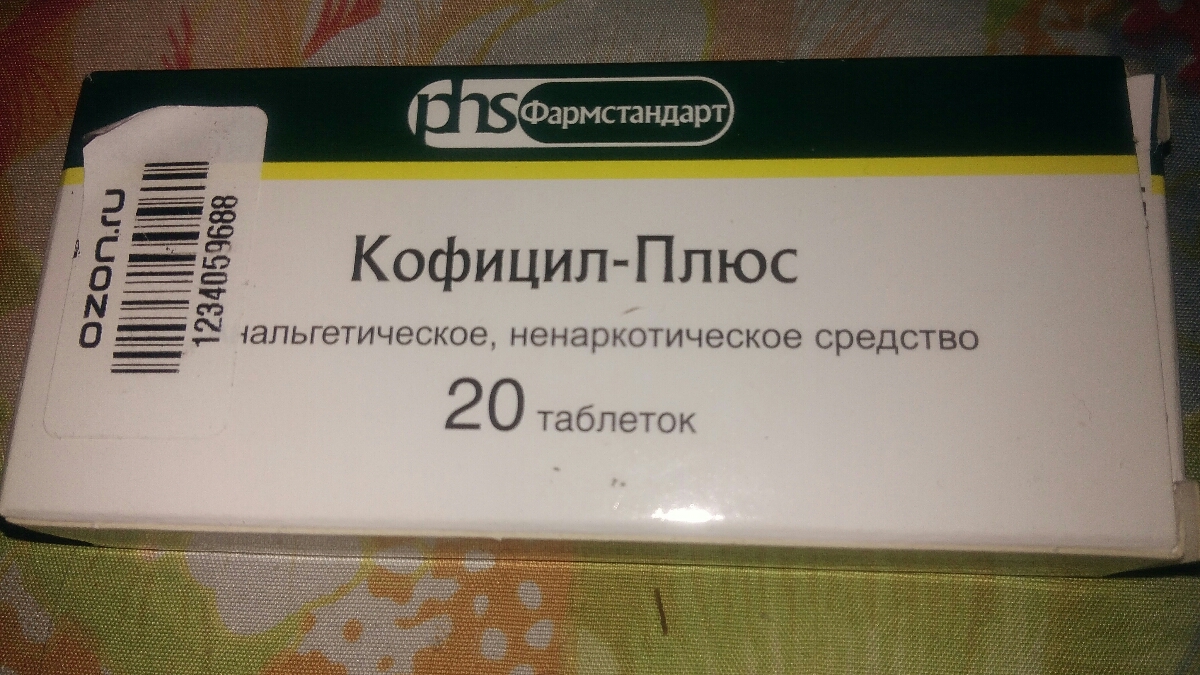 phs Фармстандарт
ozon.ru
1234059688
Кофицил-Плюс
нальгетическое, ненаркотическое средство
20 таблеток